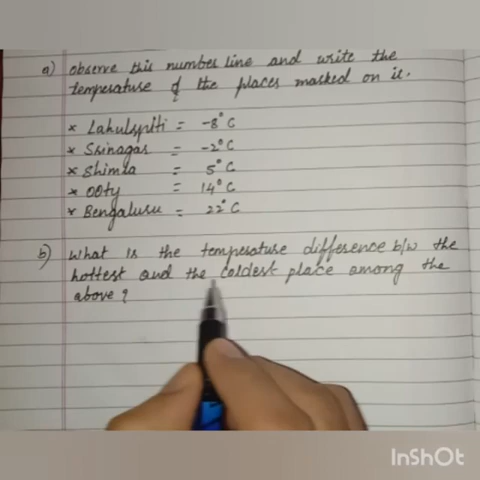 a) observe this number line and write the
temperature of the places marked on it.
* Lahulspiti = -8°C
* Srinagar = -2°C
* Shimla = 5°C
* OOty = 14°C
* Bengaluru = 22°C
b) What is the temperature difference b/w the
hottest and the coldest place among the
above ?
InShOt